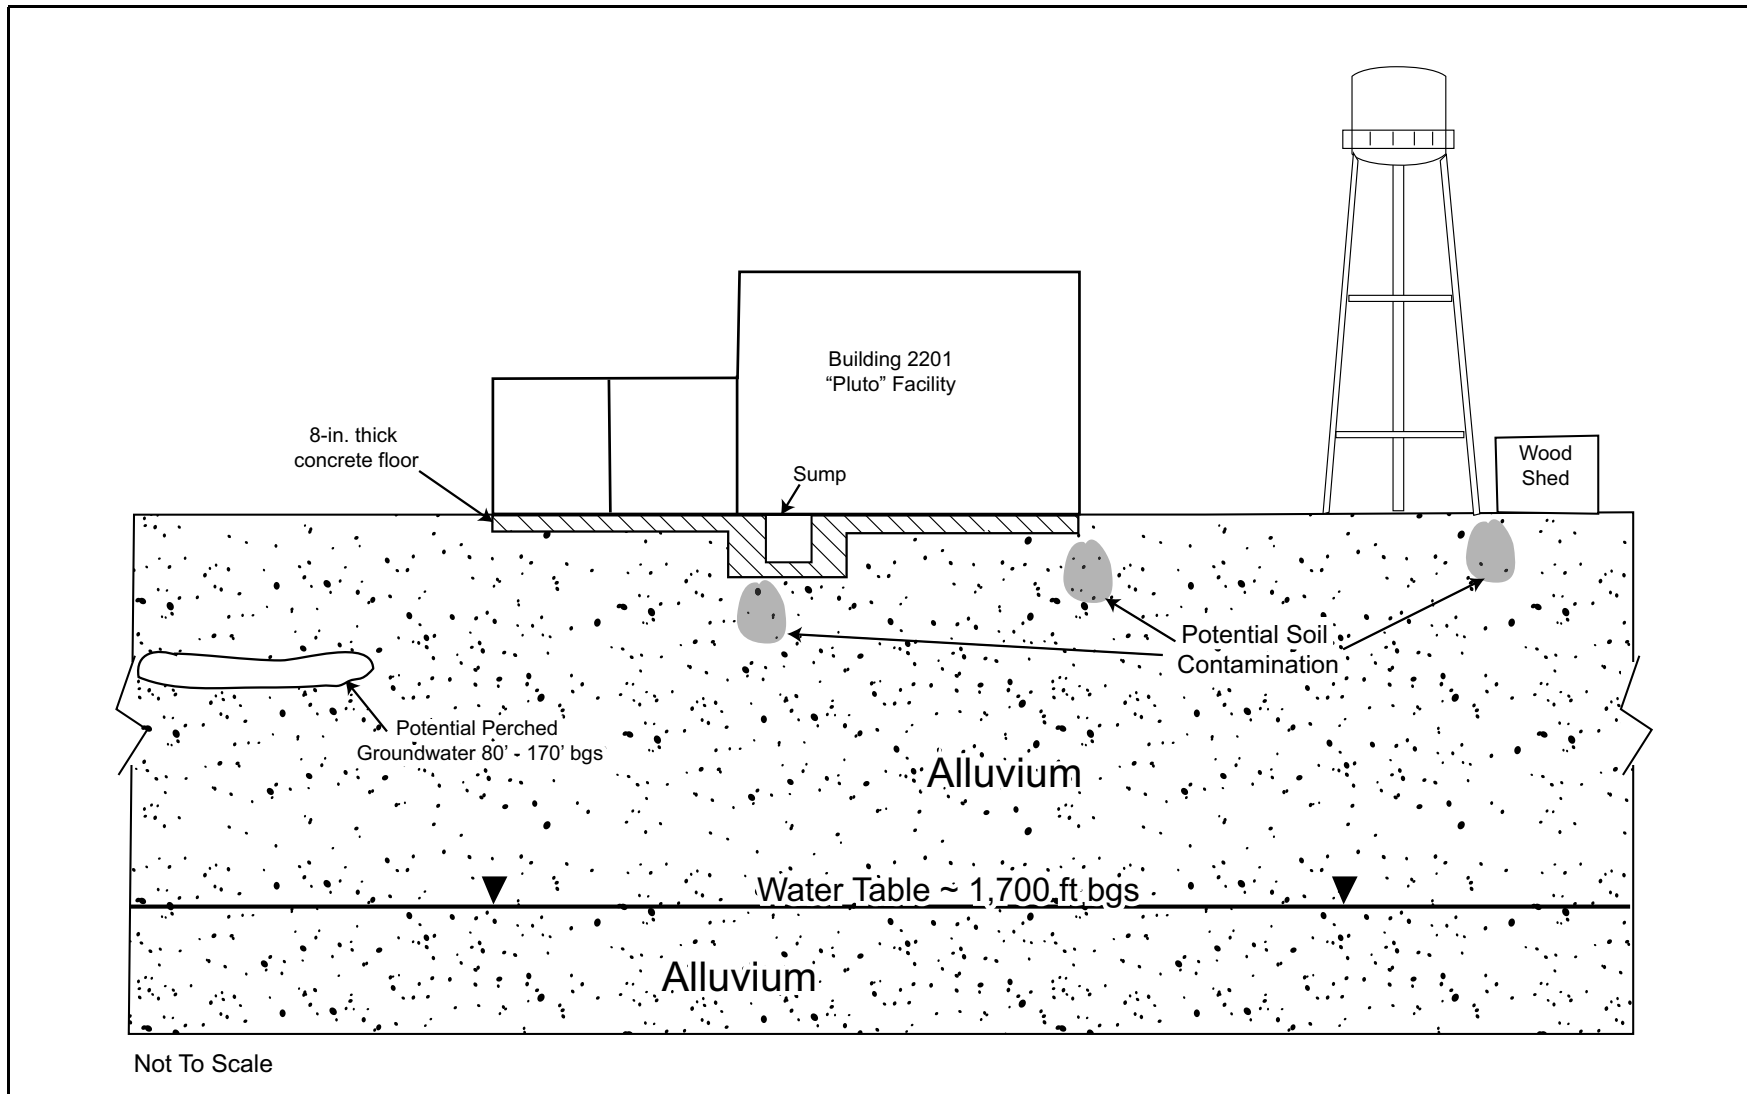 Building 2201
“Pluto” Facility
8-in. thick
concrete floor
Sump
Wood
Shed
Potential Soil
Contamination
Potential Perched
Groundwater 80’ - 170’ bgs
Alluvium
Water Table ~ 1,700 ft bgs
Alluvium
Not To Scale